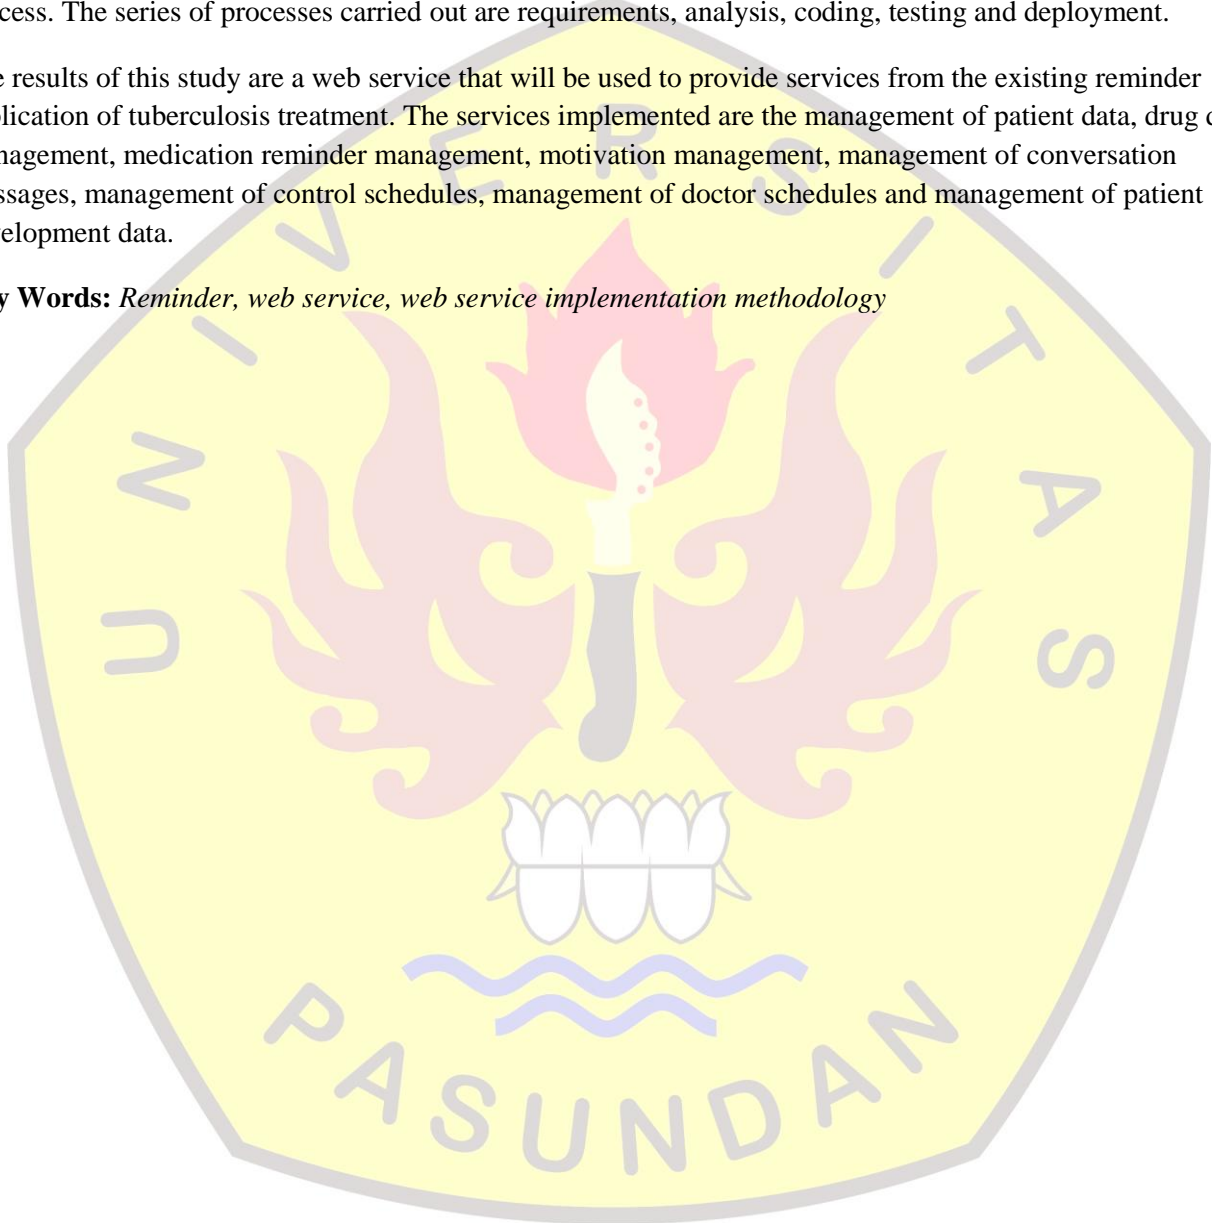 cess. The series of processes carried out are requirements, analysis, coding, testing and deployment.
results of this study are a web service that will be used to provide services from the existing reminder
plication of tuberculosis treatment. The services implemented are the management of patient data, drug
nagement, medication reminder management, motivation management, management of conversation
ssages, management of control schedules, management of doctor schedules and management of patient
velopment data.
y Words: Reminder, web service, web service implementation methodology
UNIVERSITAS
PASUNDAN